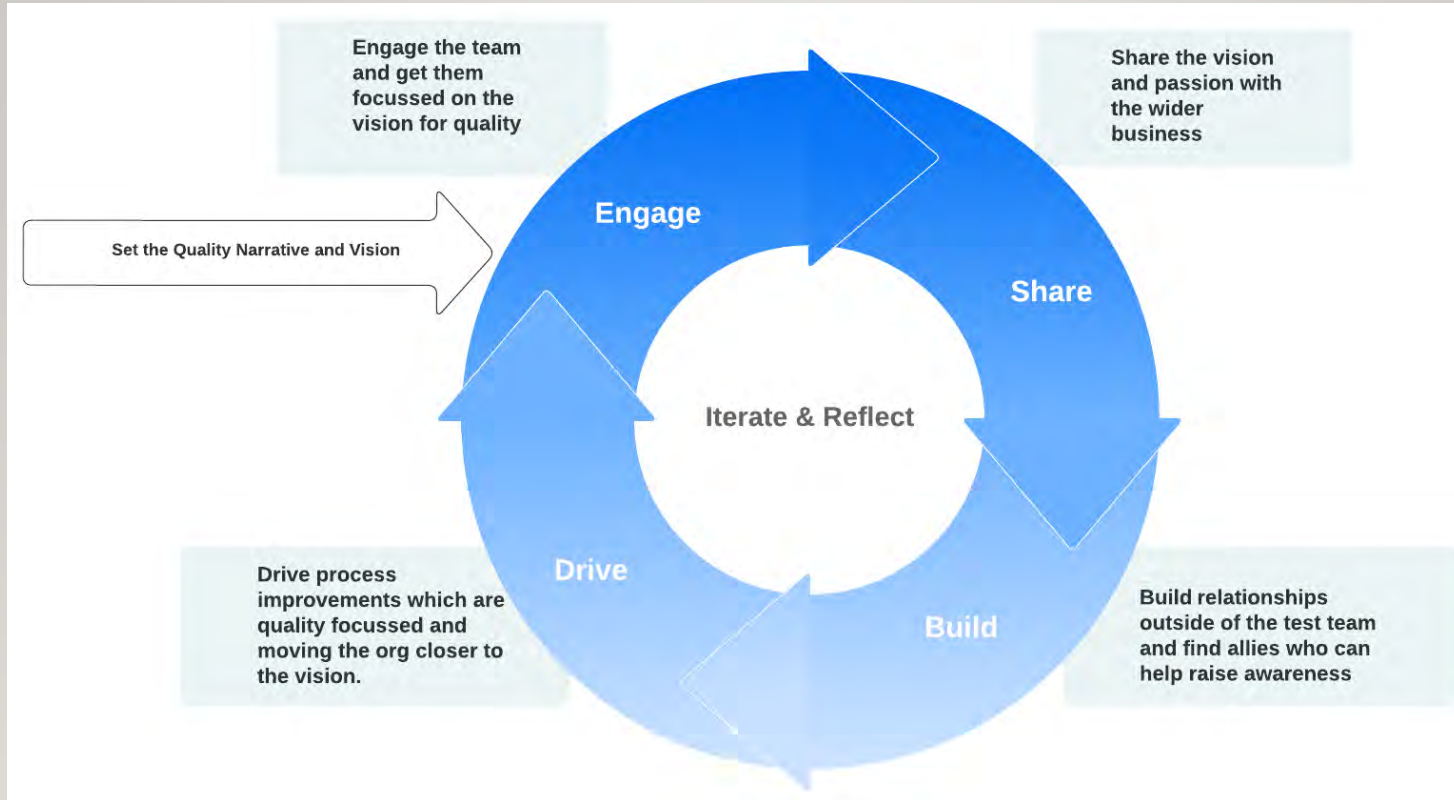 Engage the team
and get them
focussed on the
vision for quality
Share the vision
and passion with
the wider
business
Engage
Set the Quality Narrative and Vision
Share
Iterate & Reflect
Drive
Drive process
improvements which are
quality focussed and
moving the org closer to
the vision.
Build
Build relationships
outside of the test team
and find allies who can
help raise awareness